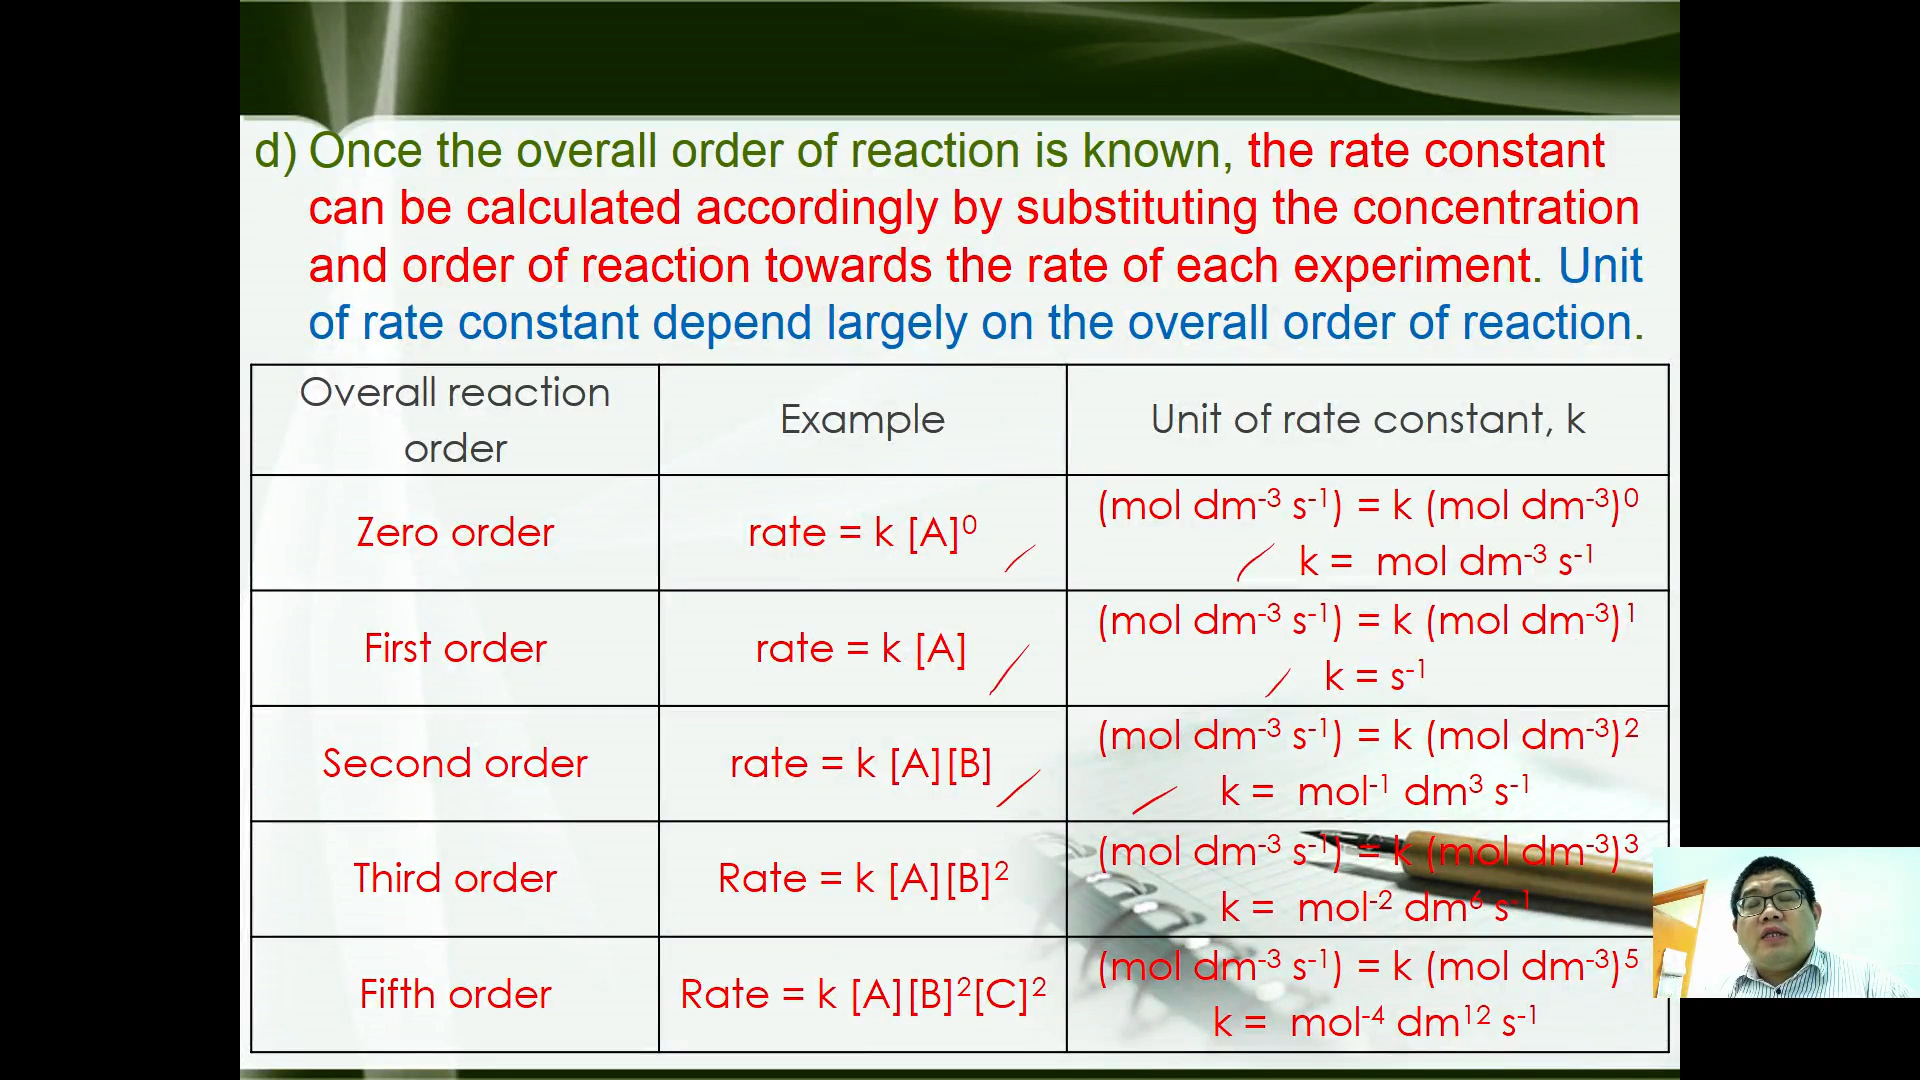 d) Once the overall order of reaction is known, the rate constant
can be calculated accordingly by substituting the concentration
and order of reaction towards the rate of each experiment. Unit
of rate constant depend largely on the overall order of reaction.
Overall reaction
order
Example
Unit of rate constant, k
Zero order
rate = k [A]⁰
(mol dm⁻³ s⁻¹) = k (mol dm⁻³)⁰
k = mol dm⁻³ s⁻¹
First order
rate = k [A]
(mol dm⁻³ s⁻¹) = k (mol dm⁻³)¹
k = s⁻¹
Second order
rate = k [A][B]
(mol dm⁻³ s⁻¹) = k (mol dm⁻³)²
k = mol⁻¹ dm³ s⁻¹
Third order
Rate = k [A][B]²
(mol dm⁻³ s⁻¹) = k (mol dm⁻³)³
k = mol⁻² dm⁶ s⁻¹
Fifth order
Rate = k [A][B]²[C]²
(mol dm⁻³ s⁻¹) = k (mol dm⁻³)⁵
k = mol⁻⁴ dm¹² s⁻¹